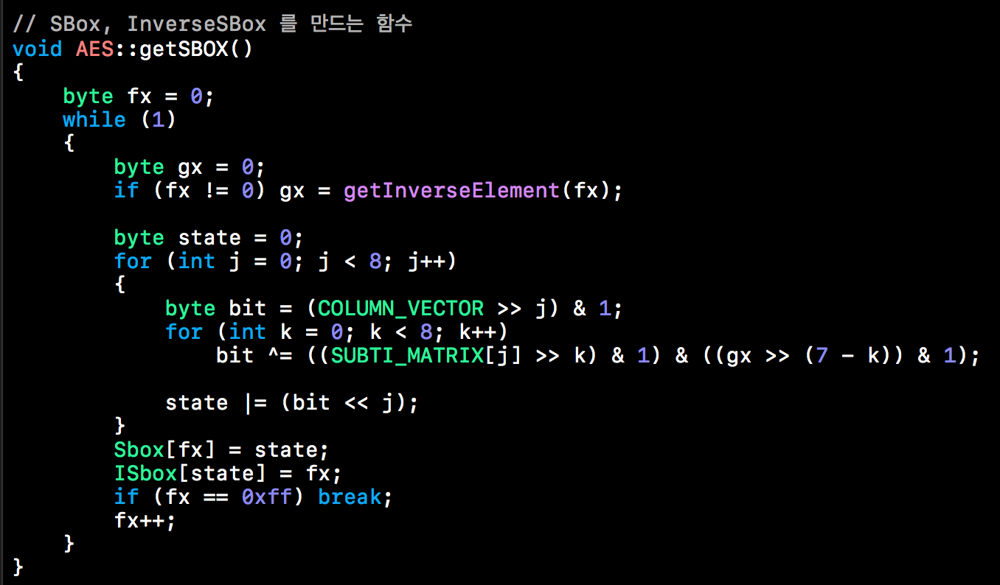 // SBox, InverseSBox 를 만드는 함수
void AES::getSBOX()
{
    byte fx = 0;
    while (1)
    {
        byte gx = 0;
        if (fx != 0) gx = getInverseElement(fx);

        byte state = 0;
        for (int j = 0; j < 8; j++)
        {
            byte bit = (COLUMN_VECTOR >> j) & 1;
            for (int k = 0; k < 8; k++)
                bit ^= ((SUBTI_MATRIX[j] >> k) & 1) & ((gx >> (7 - k)) & 1);

            state |= (bit << j);
        }
        Sbox[fx] = state;
        ISbox[state] = fx;
        if (fx == 0xff) break;
        fx++;
    }
}